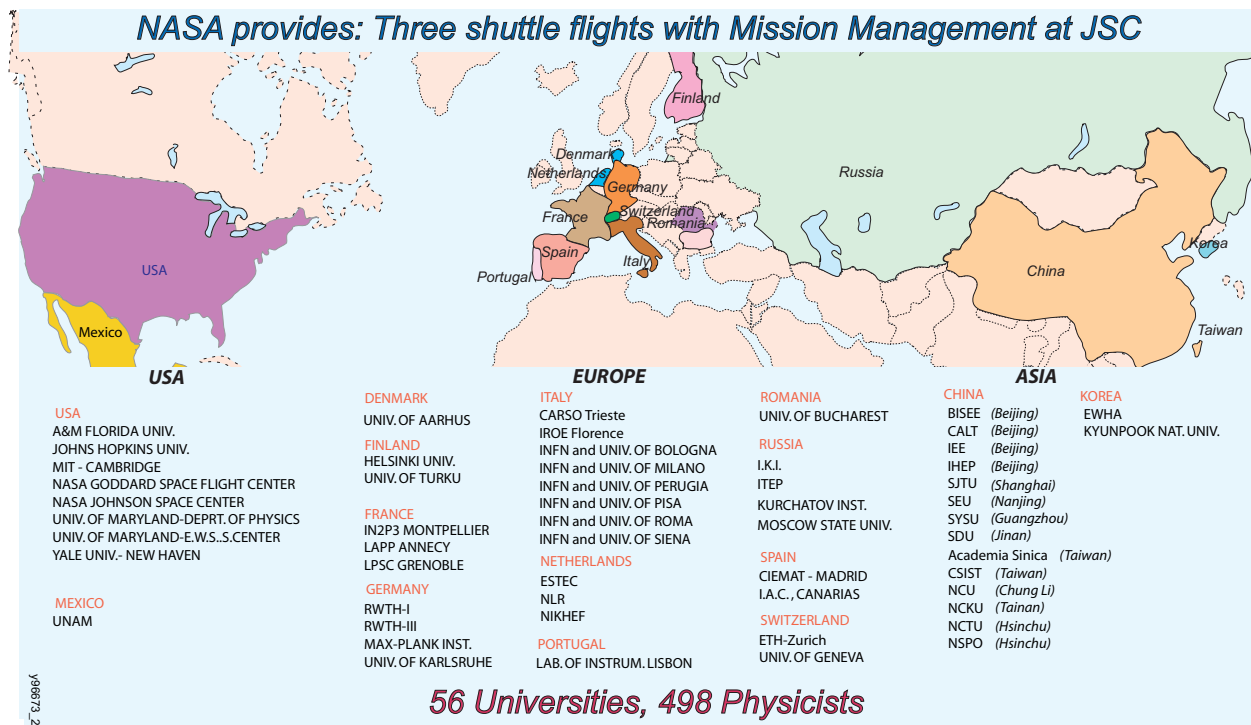 NASA provides: Three shuttle flights with Mission Management at JSC
Finland
Denmark
Netherlands
Germany
Russia
France
Switzerland
Romania
Spain
Italy
Portugal
USA
Mexico
China
Korea
Taiwan
USA
USA
A&M FLORIDA UNIV.
JOHNS HOPKINS UNIV.
MIT - CAMBRIDGE
NASA GODDARD SPACE FLIGHT CENTER
NASA JOHNSON SPACE CENTER
UNIV. OF MARYLAND-DEPRT. OF PHYSICS
UNIV. OF MARYLAND-E.W.S..S.CENTER
YALE UNIV.- NEW HAVEN
MEXICO
UNAM
EUROPE
DENMARK
UNIV. OF AARHUS
FINLAND
HELSINKI UNIV.
UNIV. OF TURKU
FRANCE
IN2P3 MONTPELLIER
LAPP ANNECY
LPSC GRENOBLE
GERMANY
RWTH-I
RWTH-III
MAX-PLANK INST.
UNIV. OF KARLSRUHE
ITALY
CARSO Trieste
IROE Florence
INFN and UNIV. OF BOLOGNA
INFN and UNIV. OF MILANO
INFN and UNIV. OF PERUGIA
INFN and UNIV. OF PISA
INFN and UNIV. OF ROMA
INFN and UNIV. OF SIENA
NETHERLANDS
ESTEC
NLR
NIKHEF
PORTUGAL
LAB. OF INSTRUM. LISBON
ROMANIA
UNIV. OF BUCHAREST
RUSSIA
I.K.I.
ITEP
KURCHATOV INST.
MOSCOW STATE UNIV.
SPAIN
CIEMAT - MADRID
I.A.C., CANARIAS
SWITZERLAND
ETH-Zurich
UNIV. OF GENEVA
ASIA
CHINA
BISEE (Beijing)
CALT (Beijing)
IEE (Beijing)
IHEP (Beijing)
SJTU (Shanghai)
SEU (Nanjing)
SYSU (Guangzhou)
SDU (Jinan)
Academia Sinica (Taiwan)
CSIST (Taiwan)
NCU (Chung Li)
NCKU (Tainan)
NCTU (Hsinchu)
NSPO (Hsinchu)
KOREA
EWHA
KYUNPOOK NAT. UNIV.
56 Universities, 498 Physicists
y96673_2